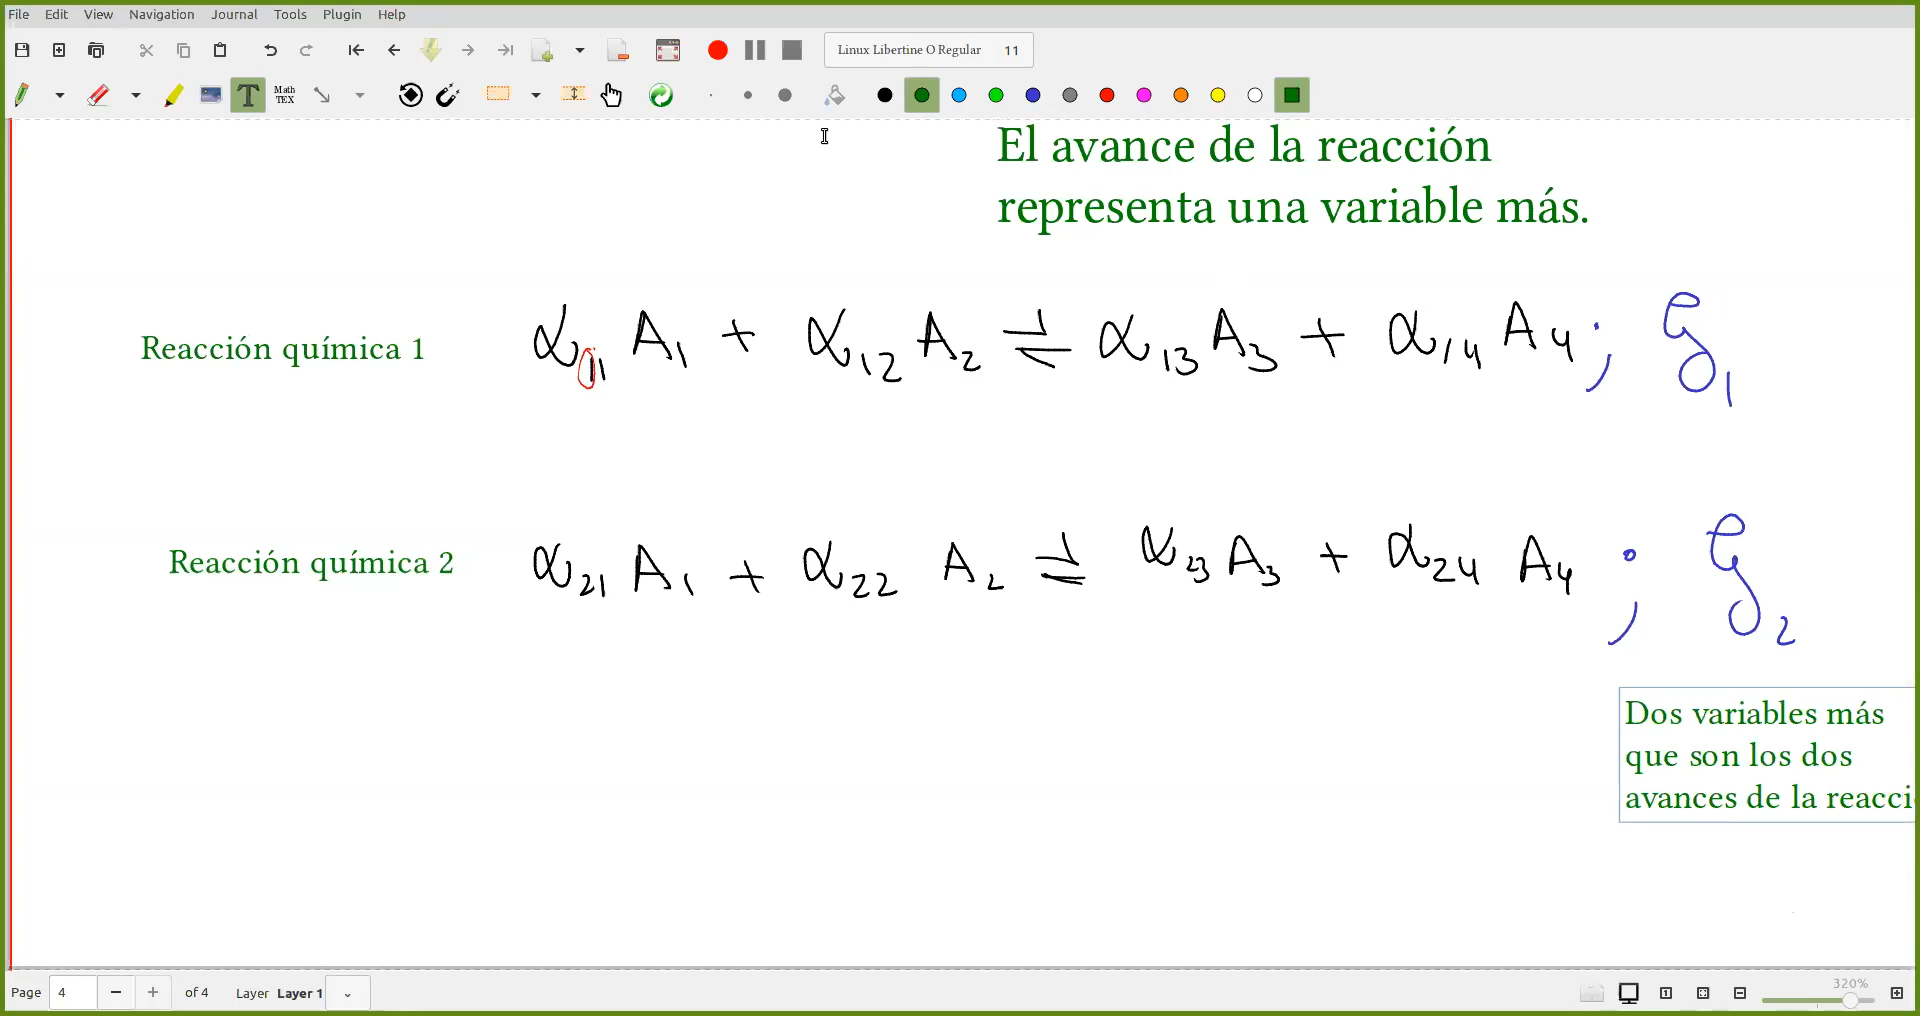 File Edit View Navigation Journal Tools Plugin Help
Linux Libertine O Regular 11
Math
TEX
El avance de la reacción
representa una variable más.
Reacción química 1 α₁₁ A₁ + α₁₂ A₂ ⇌ α₁₃ A₃ + α₁₄ A₄ ; ξ₁
Reacción química 2 α₂₁ A₁ + α₂₂ A₂ ⇌ α₂₃ A₃ + α₂₄ A₄ ; ξ₂
Dos variables más
que son los dos
avances de la reacci
Page 4 of 4 Layer Layer 1 320%